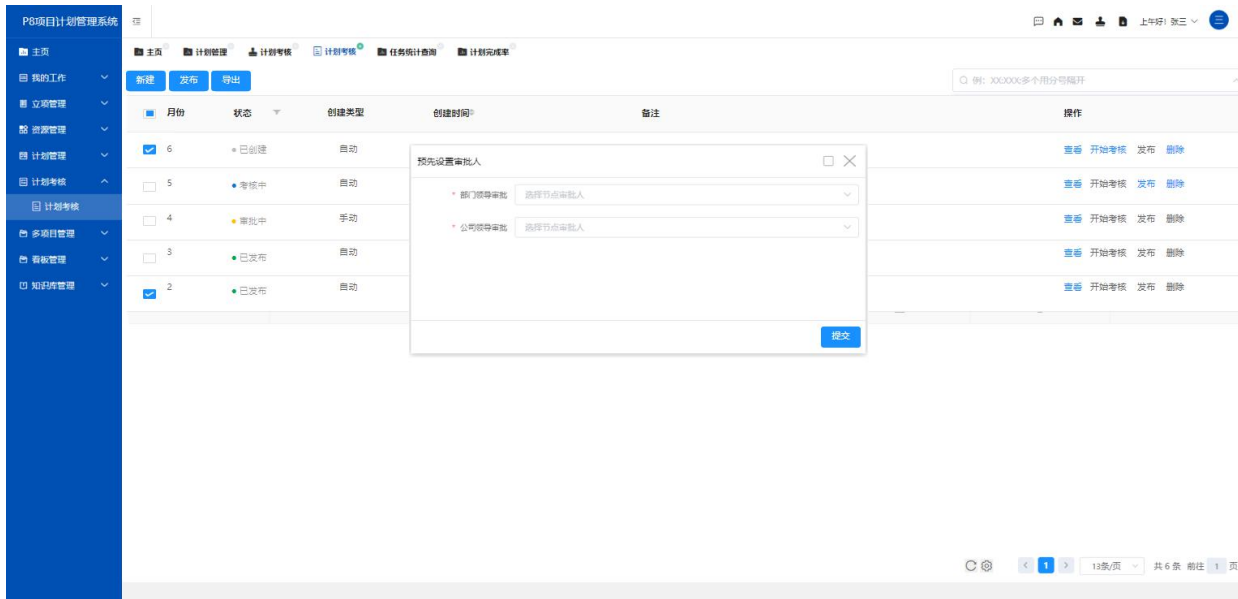 P8项目计划管理系统
上午好! 张三
三
主页
主页 计划管理 计划考核 计划考核 任务统计查询 计划完成率
我的工作
新建 发布 导出
例: XX;XXX;多个用分号隔开
立项管理
月份 状态 创建类型 创建时间 备注 操作
资源管理
计划管理
6 已创建 自动 查看 开始考核 发布 删除
预先设置审批人
计划考核
5 考核中 自动 查看 开始考核 发布 删除
* 部门领导审批 选择节点审批人
计划考核
4 审批中 手动 查看 开始考核 发布 删除
* 公司领导审批 选择节点审批人
多项目管理
3 已发布 自动 查看 开始考核 发布 删除
看板管理
知识库管理
2 已发布 自动 查看 开始考核 发布 删除
提交
1 13条/页 共 6 条 前往 1 页